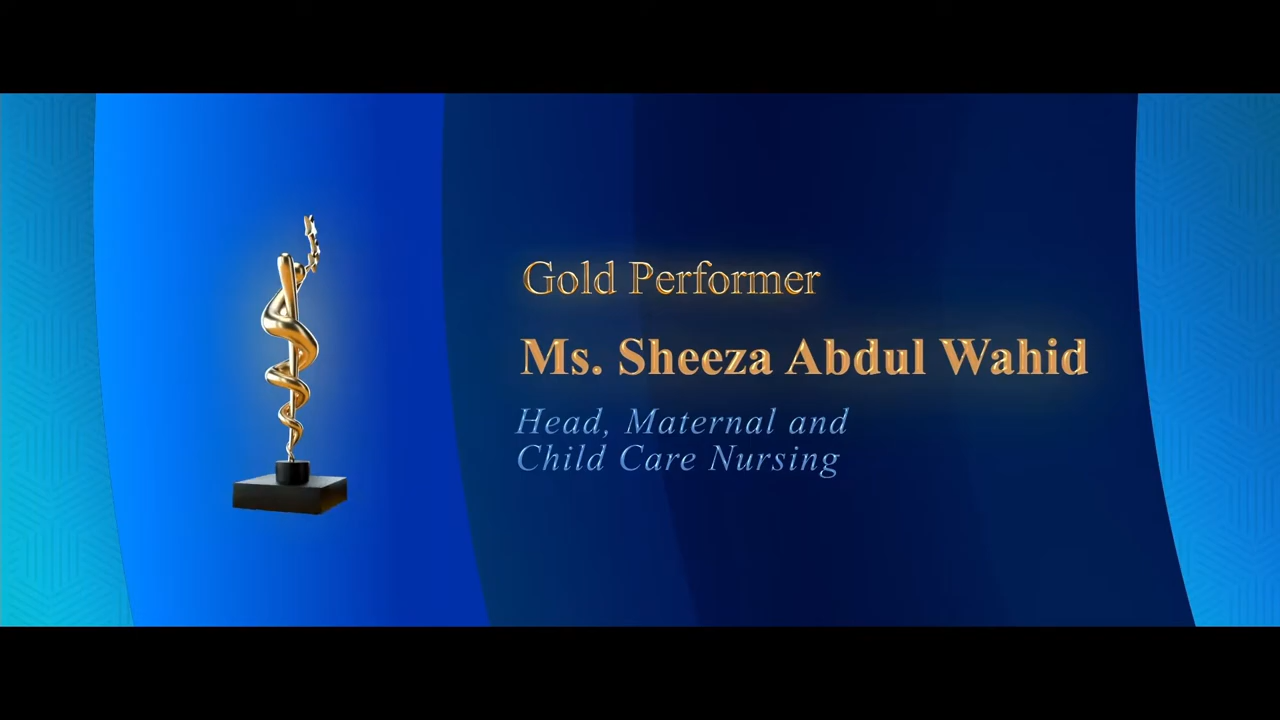 Gold Performer
Ms. Sheeza Abdul Wahid
Head, Maternal and
Child Care Nursing